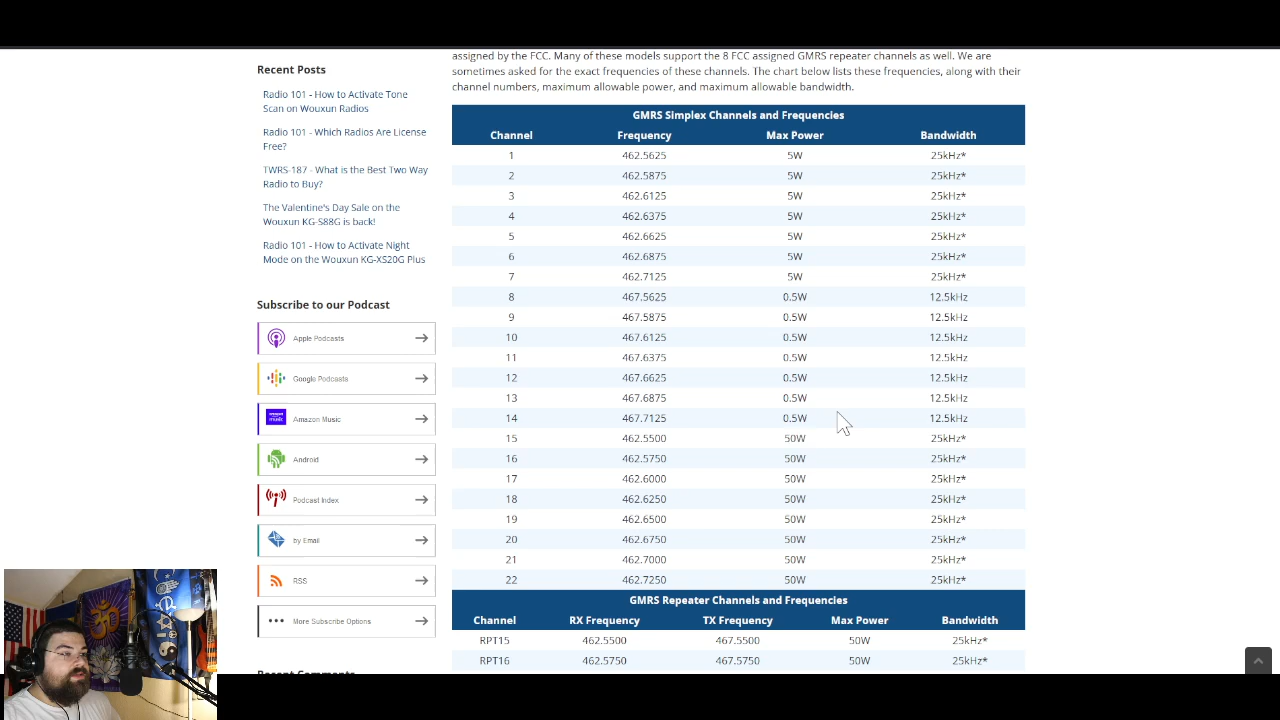 assigned by the FCC. Many of these models support the 8 FCC assigned GMRS repeater channels as well. We are
sometimes asked for the exact frequencies of these channels. The chart below lists these frequencies, along with their
channel numbers, maximum allowable power, and maximum allowable bandwidth.
Recent Posts
Radio 101 - How to Activate Tone
Scan on Wouxun Radios
Radio 101 - Which Radios Are License
Free?
TWRS-187 - What is the Best Two Way
Radio to Buy?
The Valentine's Day Sale on the
Wouxun KG-S88G is back!
Radio 101 - How to Activate Night
Mode on the Wouxun KG-XS20G Plus
Subscribe to our Podcast
Apple Podcasts
Google Podcasts
Amazon Music
Android
Podcast Index
by Email
RSS
More Subscribe Options
GMRS Simplex Channels and Frequencies
Channel Frequency Max Power Bandwidth
1 462.5625 5W 25kHz*
2 462.5875 5W 25kHz*
3 462.6125 5W 25kHz*
4 462.6375 5W 25kHz*
5 462.6625 5W 25kHz*
6 462.6875 5W 25kHz*
7 462.7125 5W 25kHz*
8 467.5625 0.5W 12.5kHz
9 467.5875 0.5W 12.5kHz
10 467.6125 0.5W 12.5kHz
11 467.6375 0.5W 12.5kHz
12 467.6625 0.5W 12.5kHz
13 467.6875 0.5W 12.5kHz
14 467.7125 0.5W 12.5kHz
15 462.5500 50W 25kHz*
16 462.5750 50W 25kHz*
17 462.6000 50W 25kHz*
18 462.6250 50W 25kHz*
19 462.6500 50W 25kHz*
20 462.6750 50W 25kHz*
21 462.7000 50W 25kHz*
22 462.7250 50W 25kHz*
GMRS Repeater Channels and Frequencies
Channel RX Frequency TX Frequency Max Power Bandwidth
RPT15 462.5500 467.5500 50W 25kHz*
RPT16 462.5750 467.5750 50W 25kHz*
Recent Comments